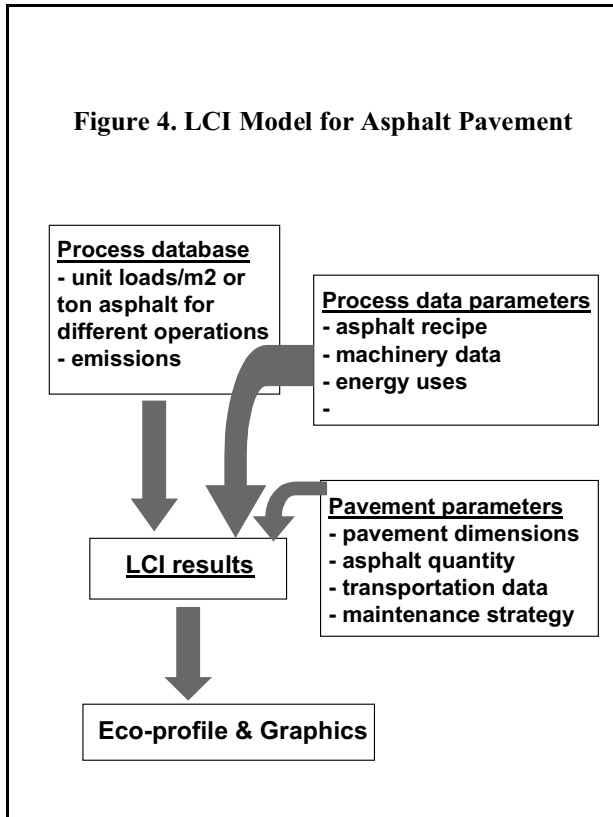 Figure 4. LCI Model for Asphalt Pavement
Process database
- unit loads/m2 or
ton asphalt for
different operations
- emissions
Process data parameters
- asphalt recipe
- machinery data
- energy uses
-
Pavement parameters
- pavement dimensions
- asphalt quantity
- transportation data
- maintenance strategy
LCI results
Eco-profile & Graphics